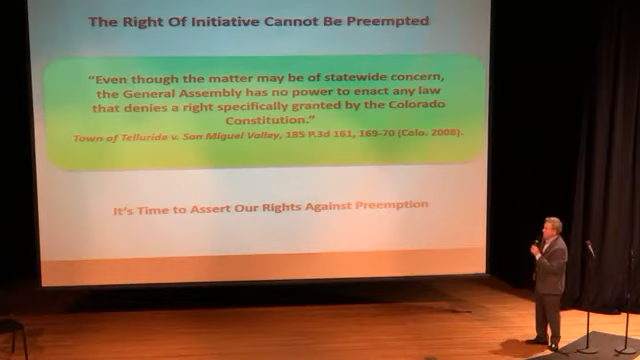 The Right Of Initiative Cannot Be Preempted
"Even though the matter may be of statewide concern,
the General Assembly has no power to enact any law
that denies a right specifically granted by the Colorado
Constitution."
Town of Telluride v. San Miguel Valley, 185 P.3d 161, 169-70 (Colo. 2008).
It's Time to Assert Our Rights Against Preemption